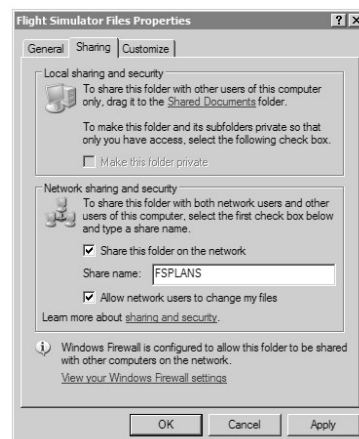 Flight Simulator Files Properties
General Sharing Customize
Local sharing and security
To share this folder with other users of this computer
only, drag it to the Shared Documents folder.
To make this folder and its subfolders private so that
only you have access, select the following check box.
Make this folder private
Network sharing and security
To share this folder with both network users and other
users of this computer, select the first check box below
and type a share name.
Share this folder on the network
Share name: FSPLANS
Allow network users to change my files
Learn more about sharing and security.
Windows Firewall is configured to allow this folder to be shared
with other computers on the network.
View your Windows Firewall settings
OK Cancel Apply